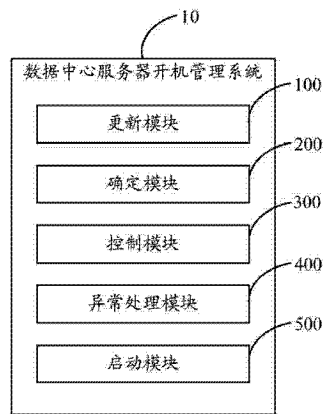 10
数据中心服务器开机管理系统
100
更新模块
200
确定模块
300
控制模块
400
异常处理模块
500
启动模块